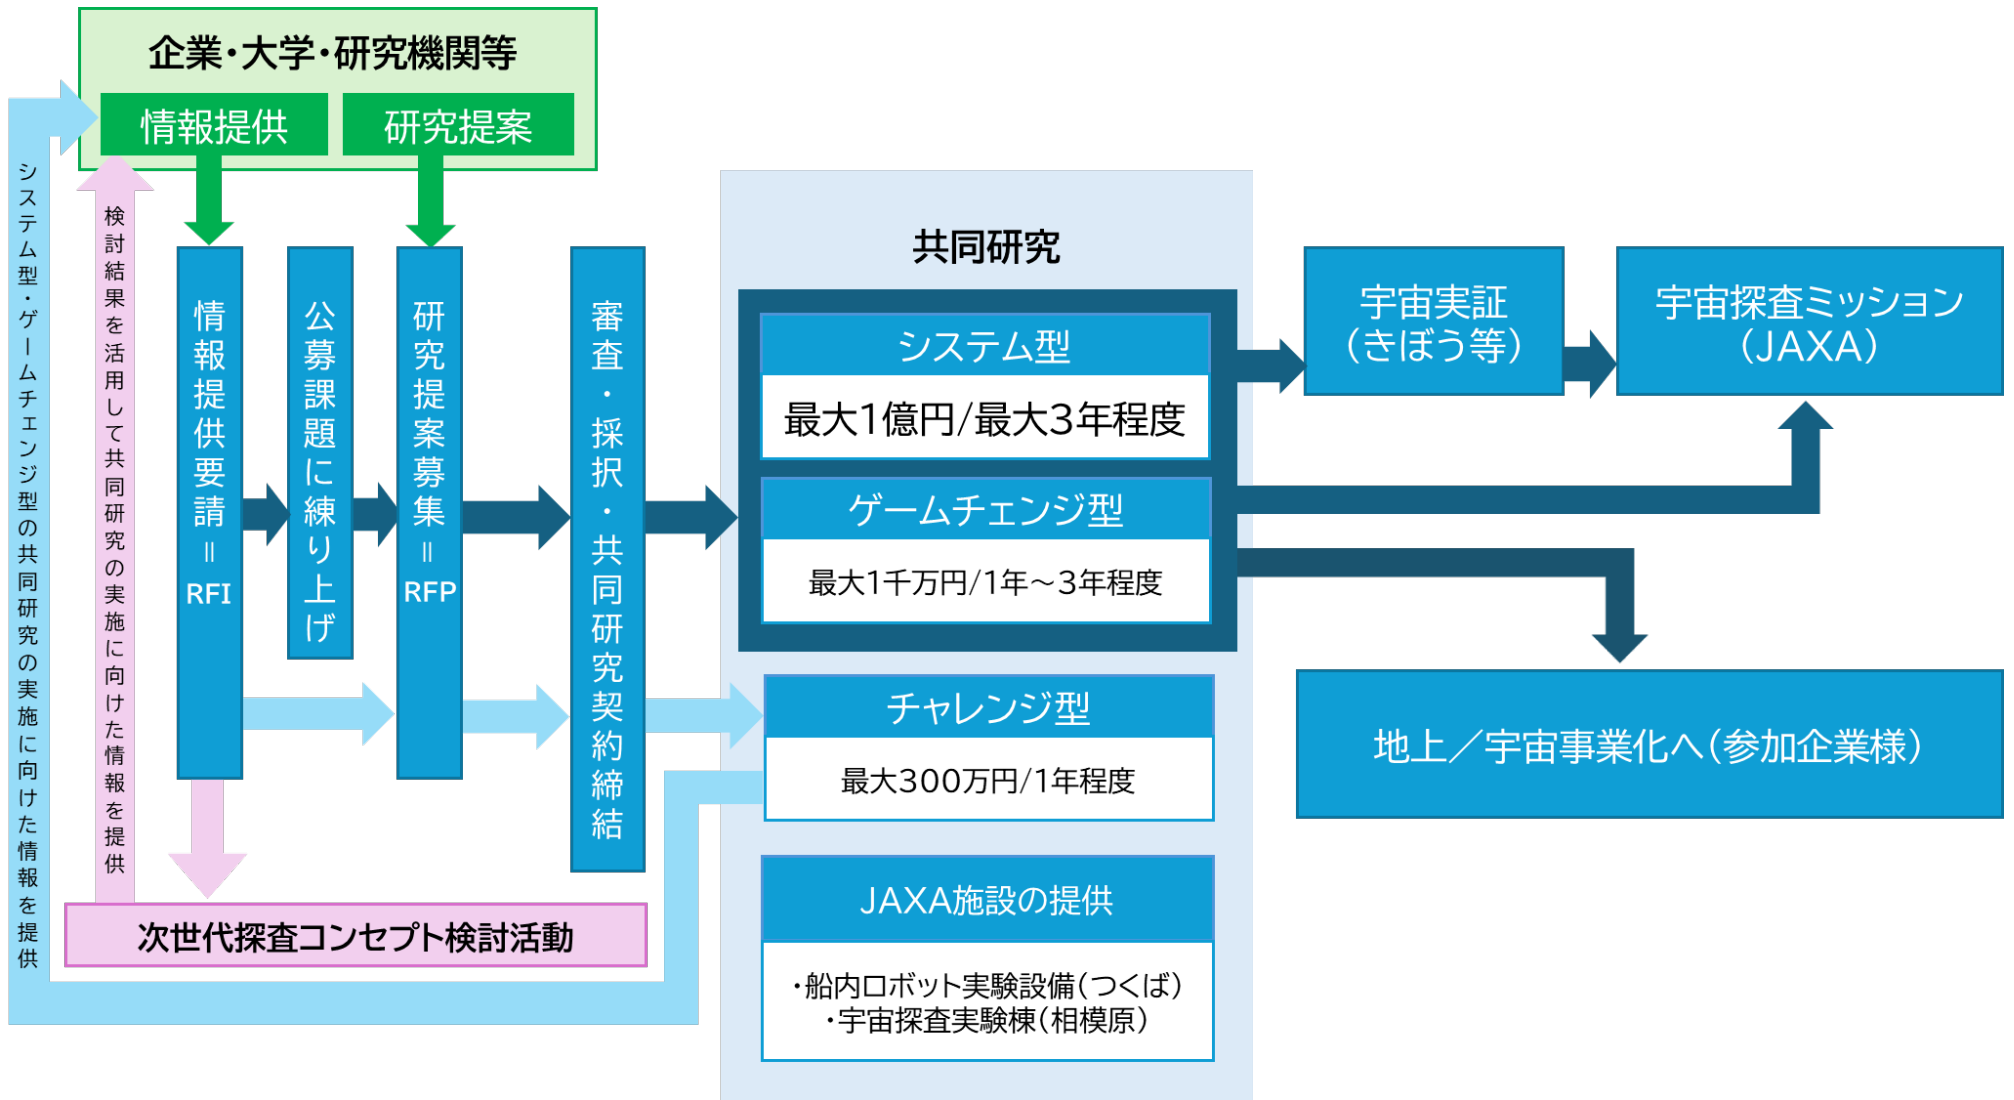 企業・大学・研究機関等
情報提供
研究提案
システム型・ゲームチェンジ型の共同研究の実施に向けた情報を提供
検討結果を活用して共同研究の実施に向けた情報を提供
情報提供要請＝RFI
公募課題に練り上げ
研究提案募集＝RFP
審査・採択・共同研究契約締結
次世代探査コンセプト検討活動
共同研究
システム型
最大1億円/最大3年程度
ゲームチェンジ型
最大1千万円/1年～3年程度
チャレンジ型
最大300万円/1年程度
JAXA施設の提供
・船内ロボット実験設備(つくば)
・宇宙探査実験棟(相模原)
宇宙実証
(きぼう等)
宇宙探査ミッション
(JAXA)
地上／宇宙事業化へ(参加企業様)